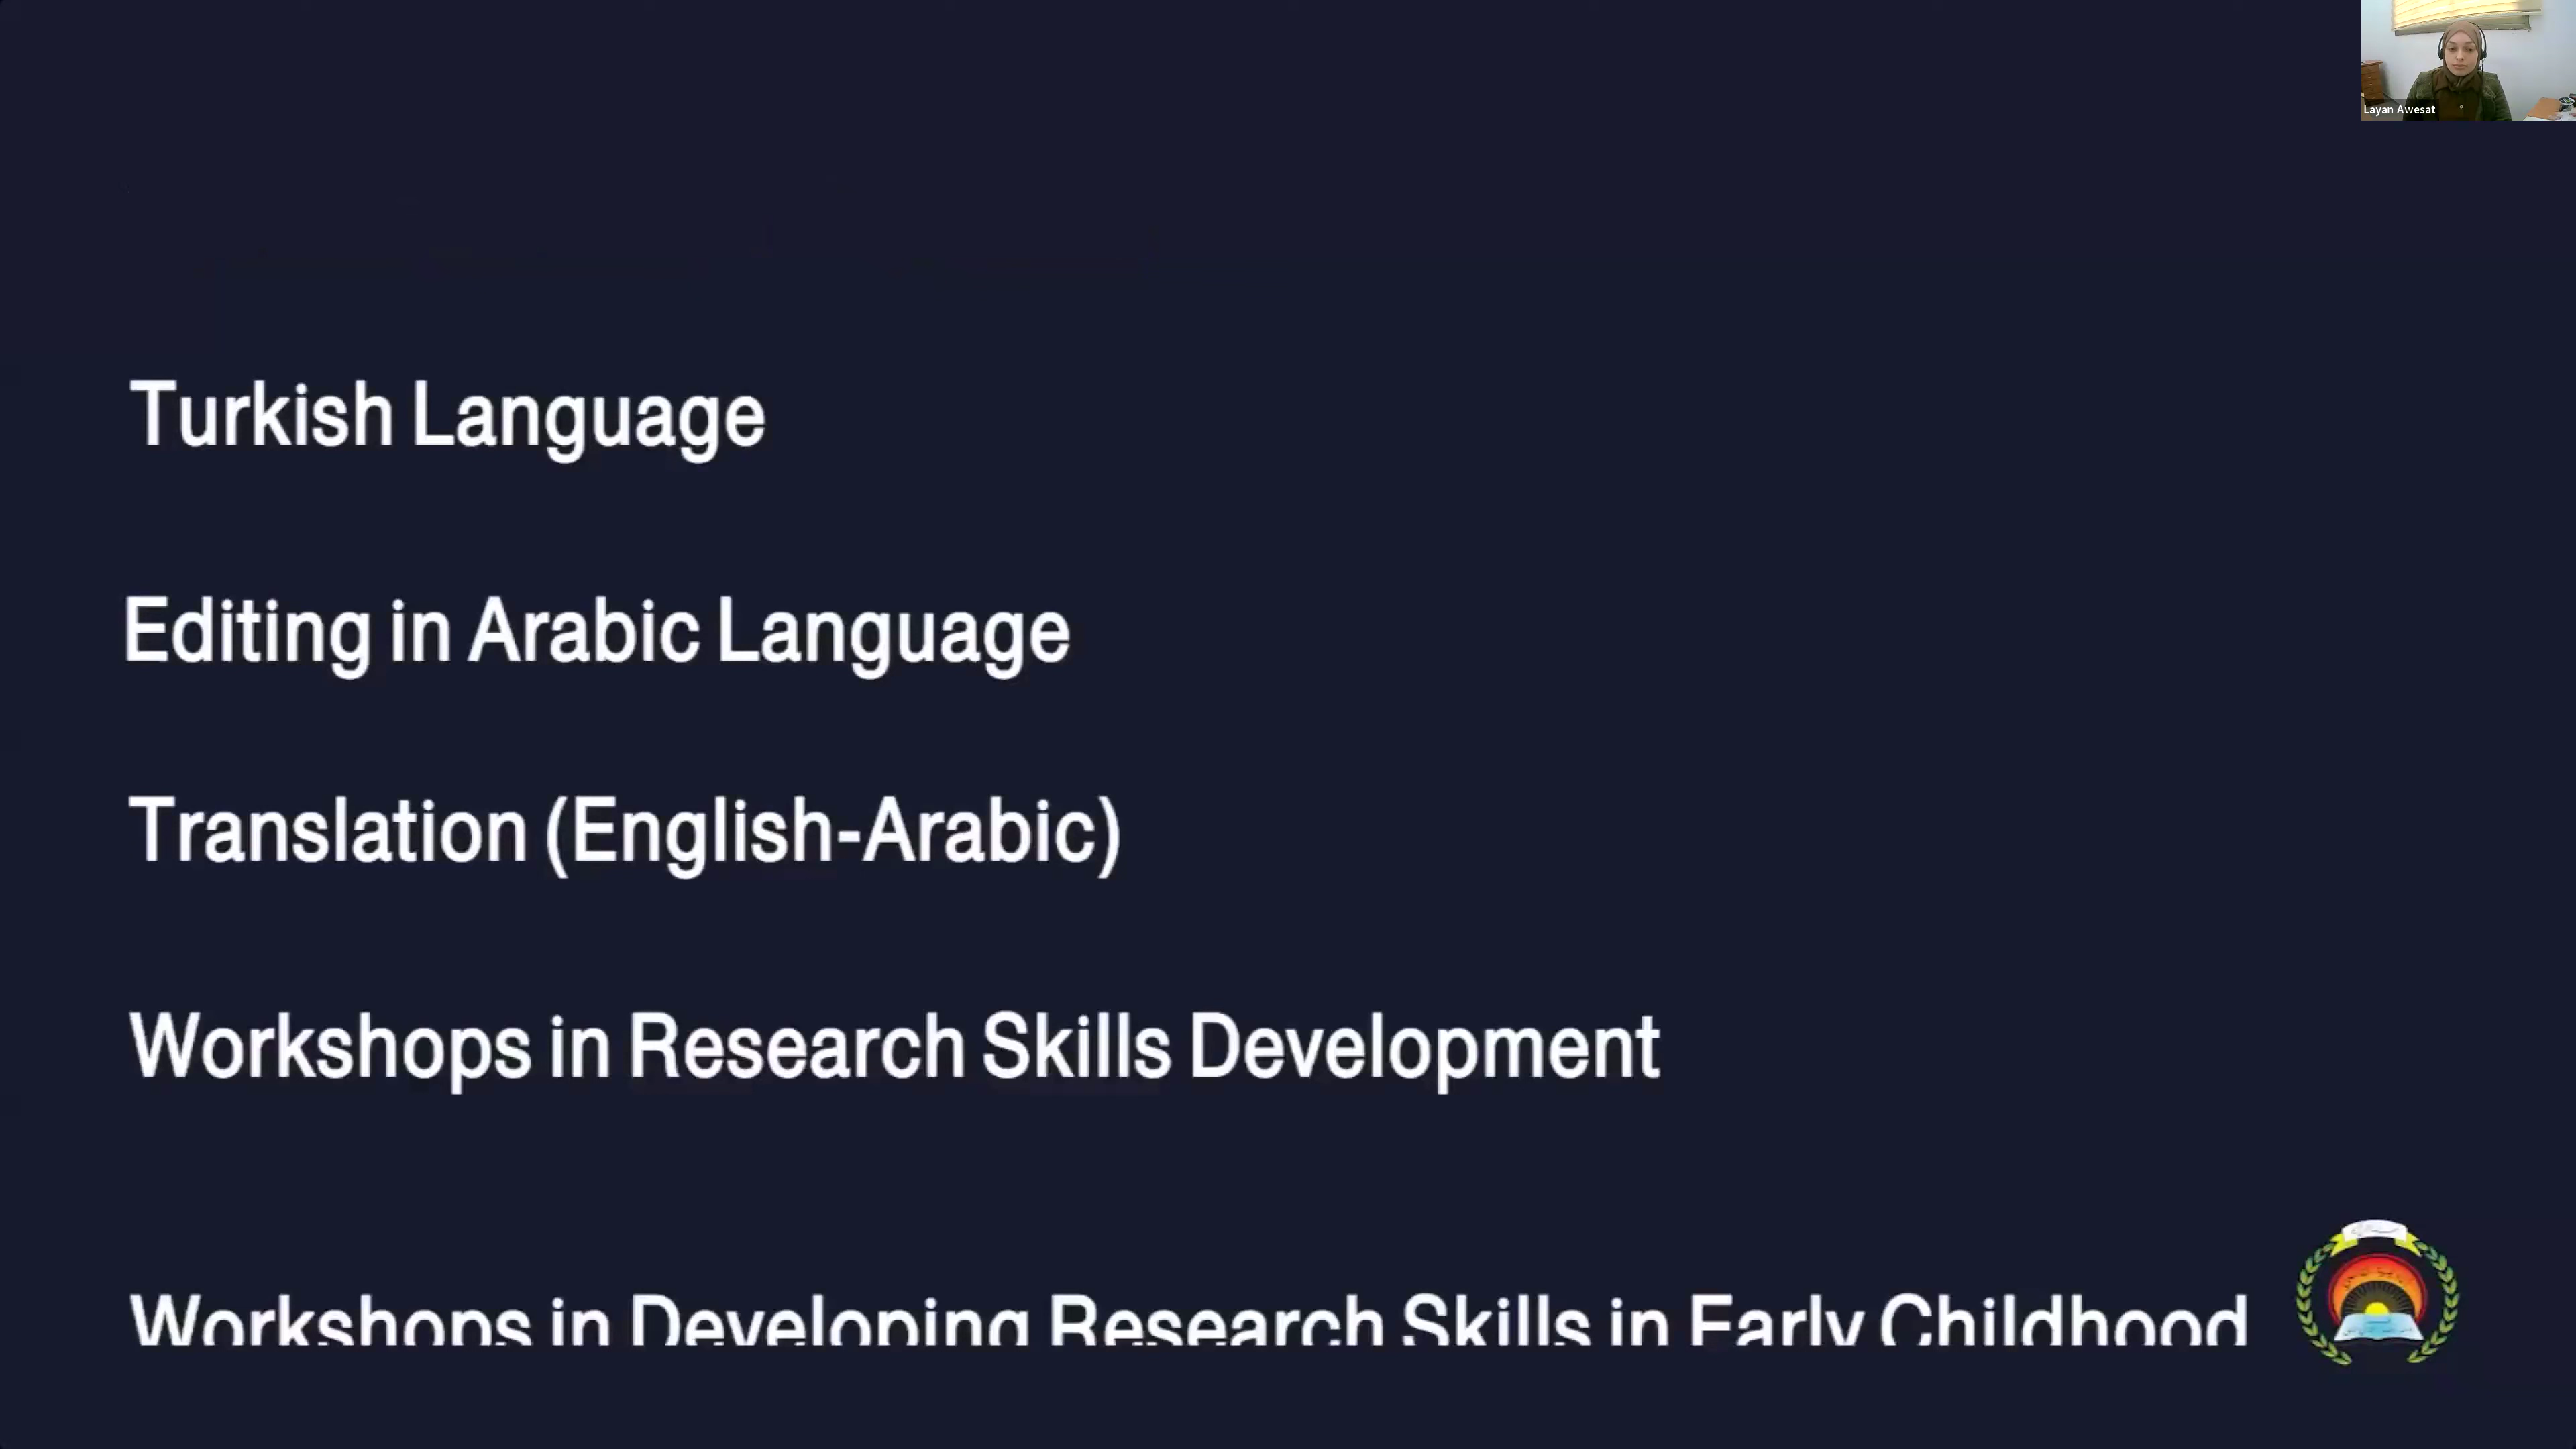 Layan Awesat
Turkish Language
Editing in Arabic Language
Translation (English-Arabic)
Workshops in Research Skills Development
Workshops in Developing Research Skills in Early Childhood